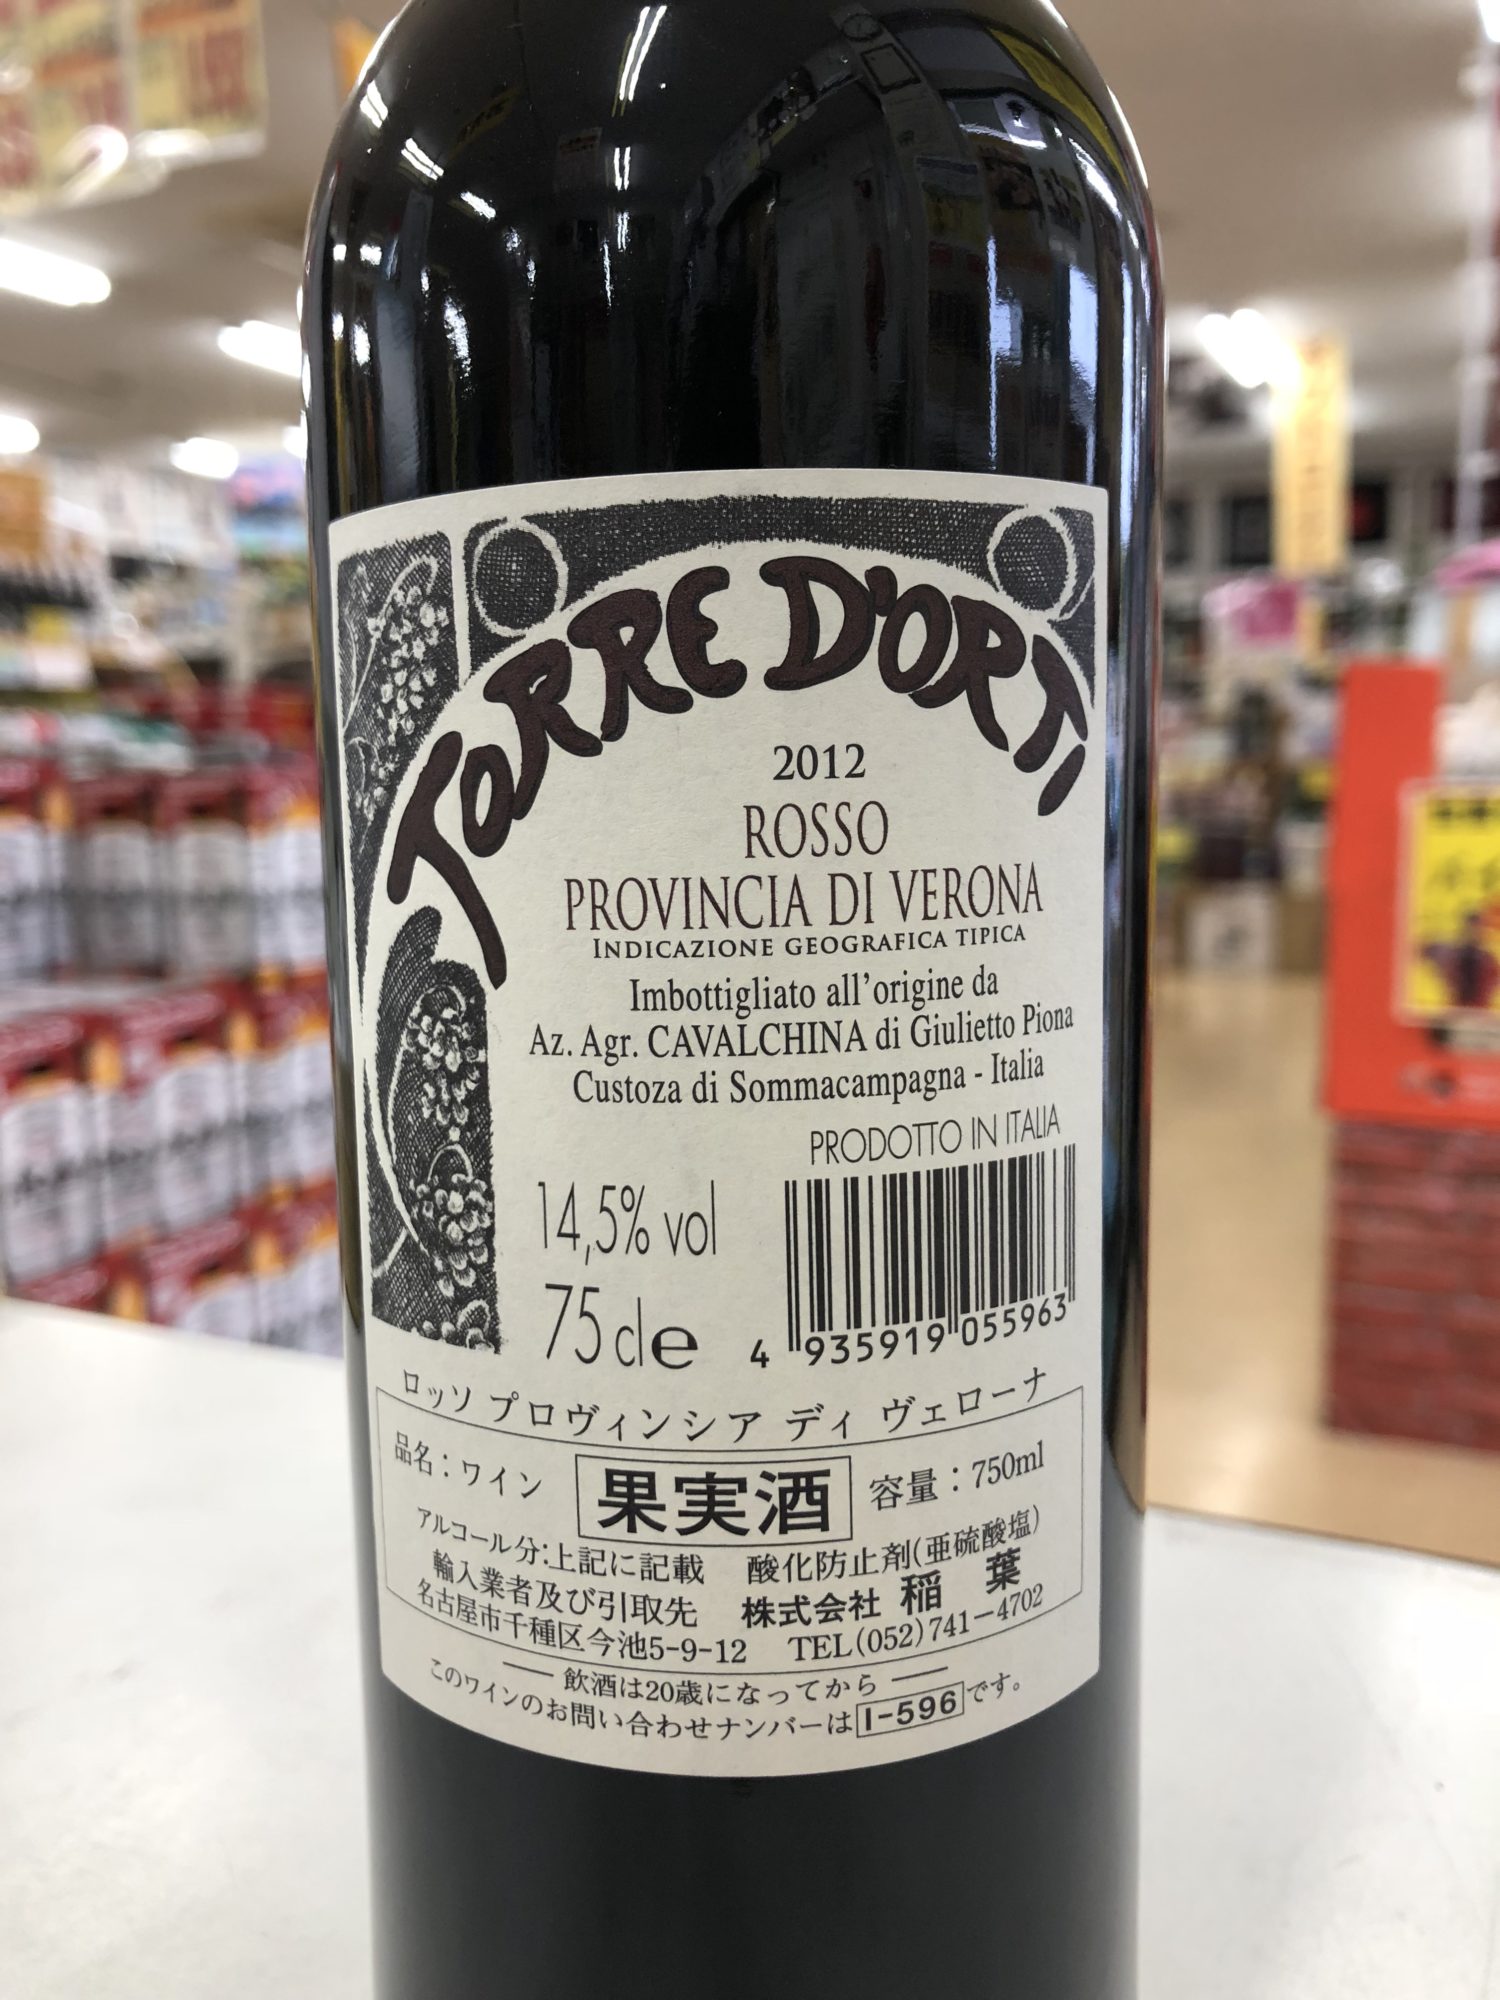 TORRE D'ORTI
2012
ROSSO
PROVINCIA DI VERONA
INDICAZIONE GEOGRAFICA TIPICA
Imbottigliato all'origine da
Az. Agr. CAVALCHINA di Giulietto Piona
Custoza di Sommacampagna - Italia
PRODOTTO IN ITALIA
14,5% vol
75 cl e
4 935919 055963
ロッソ プロヴィンシア ディ ヴェローナ
品名:ワイン 果実酒 容量:750ml
アルコール分:上記に記載 酸化防止剤(亜硫酸塩)
輸入業者及び引取先 株式会社 稲葉
名古屋市千種区今池5-9-12 TEL(052)741-4702
飲酒は20歳になってから
このワインのお問い合わせナンバーは I-596 です。